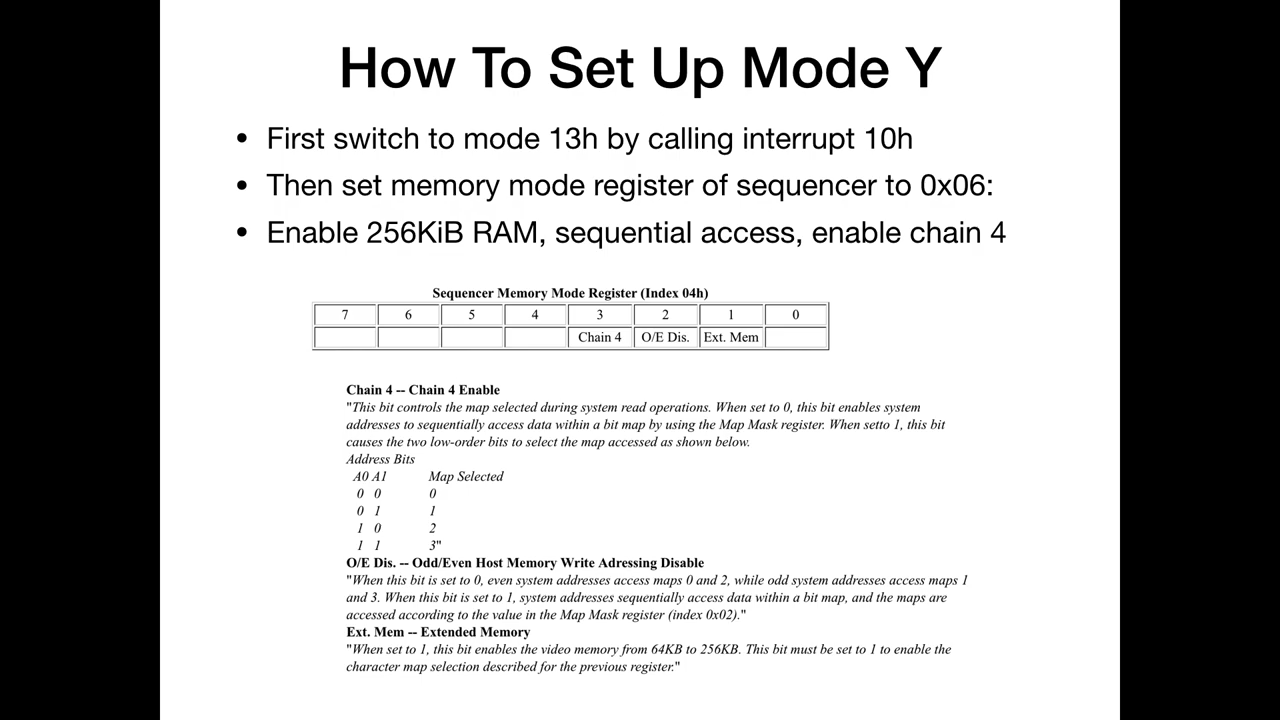 How To Set Up Mode Y
• First switch to mode 13h by calling interrupt 10h
• Then set memory mode register of sequencer to 0x06:
• Enable 256KiB RAM, sequential access, enable chain 4
Sequencer Memory Mode Register (Index 04h)
7 6 5 4 3 2 1 0
Chain 4 O/E Dis. Ext. Mem
Chain 4 -- Chain 4 Enable
"This bit controls the map selected during system read operations. When set to 0, this bit enables system
addresses to sequentially access data within a bit map by using the Map Mask register. When setto 1, this bit
causes the two low-order bits to select the map accessed as shown below.
Address Bits
A0 A1 Map Selected
0 0 0
0 1 1
1 0 2
1 1 3"
O/E Dis. -- Odd/Even Host Memory Write Adressing Disable
"When this bit is set to 0, even system addresses access maps 0 and 2, while odd system addresses access maps 1
and 3. When this bit is set to 1, system addresses sequentially access data within a bit map, and the maps are
accessed according to the value in the Map Mask register (index 0x02)."
Ext. Mem -- Extended Memory
"When set to 1, this bit enables the video memory from 64KB to 256KB. This bit must be set to 1 to enable the
character map selection described for the previous register."